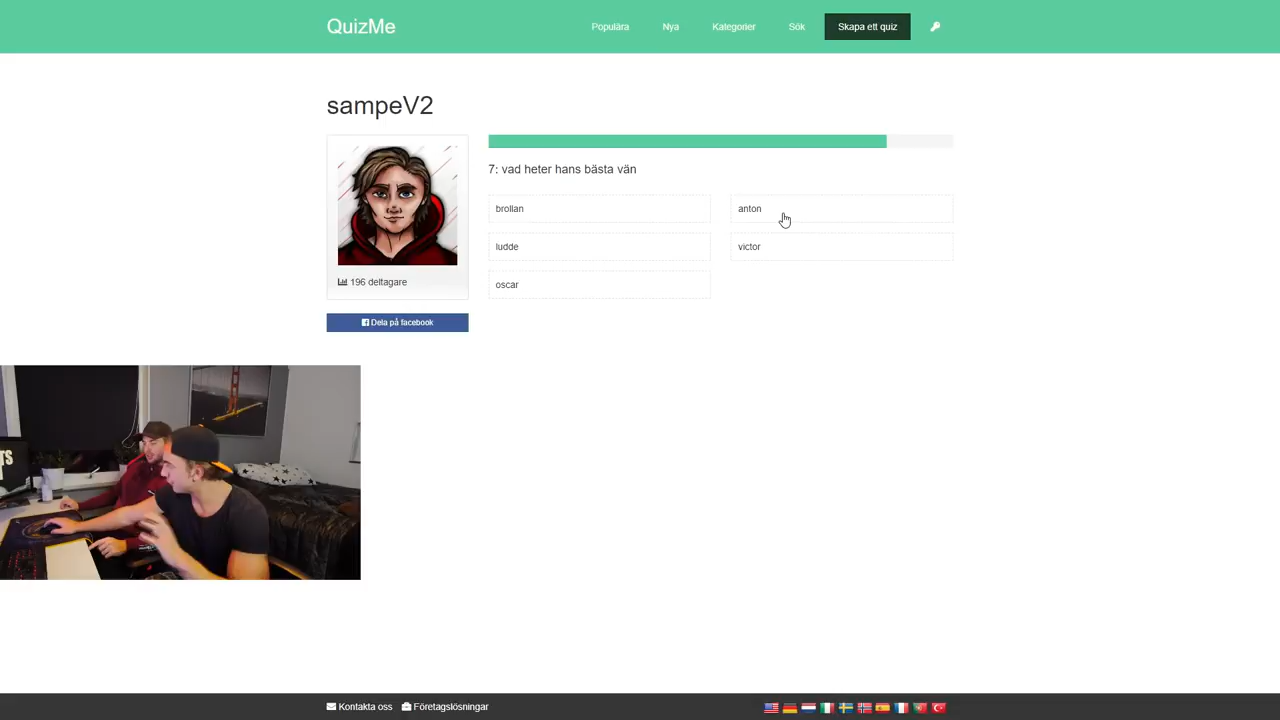 QuizMe
Populära Nya Kategorier Sök Skapa ett quiz
sampeV2
7: vad heter hans bästa vän
brollan
anton
ludde
victor
oscar
196 deltagare
Dela på facebook
TS
Kontakta oss Företagslösningar